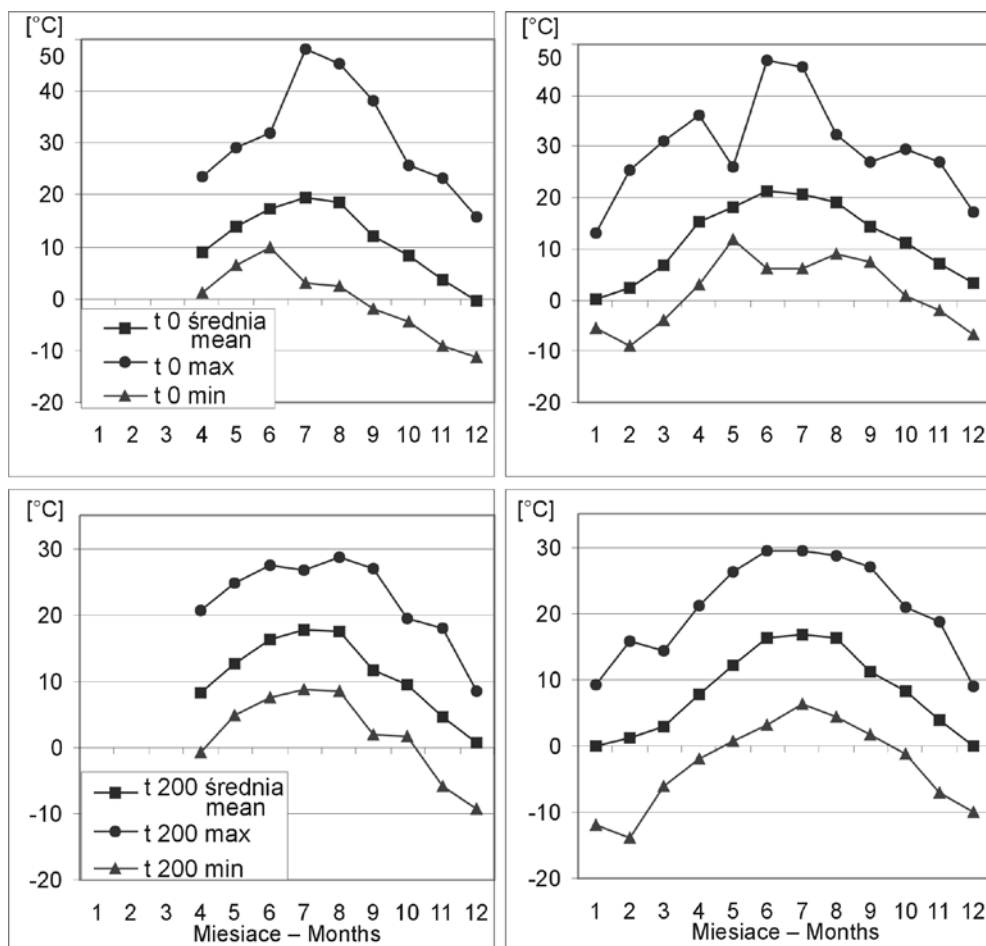 [°C]
50
40
30
20
10
0
-10
-20
t 0 średnia
mean
t 0 max
t 0 min
1 2 3 4 5 6 7 8 9 10 11 12
[°C]
50
40
30
20
10
0
-10
-20
1 2 3 4 5 6 7 8 9 10 11 12
[°C]
30
20
10
0
-10
-20
t 200 średnia
mean
t 200 max
t 200 min
1 2 3 4 5 6 7 8 9 10 11 12
Miesiace – Months
[°C]
30
20
10
0
-10
-20
1 2 3 4 5 6 7 8 9 10 11 12
Miesiace – Months